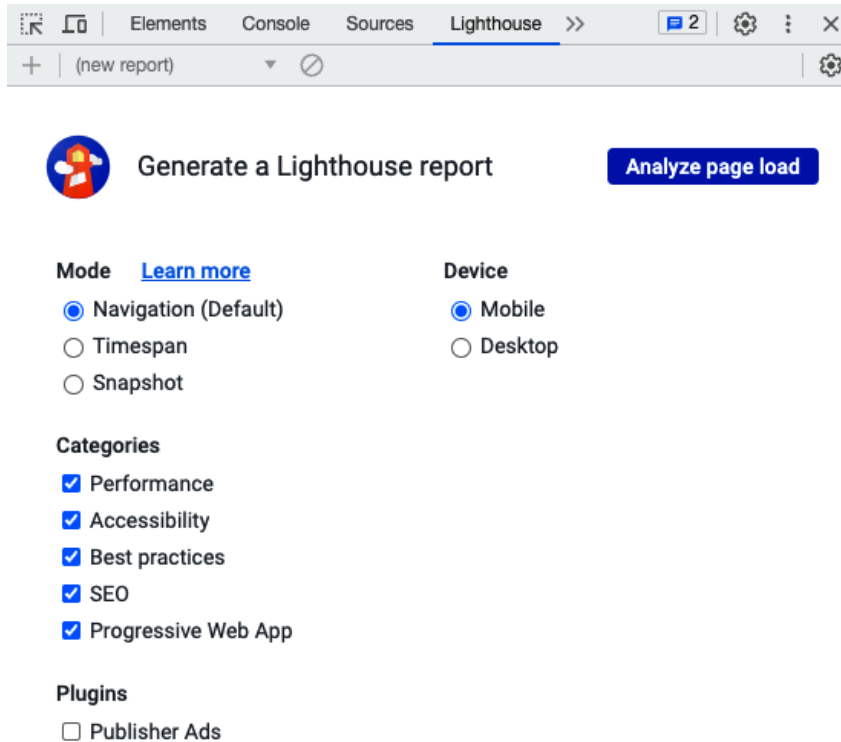 Elements Console Sources Lighthouse 2
(new report)
Generate a Lighthouse report Analyze page load
Mode Learn more Device
Navigation (Default) Mobile
Timespan Desktop
Snapshot
Categories
Performance
Accessibility
Best practices
SEO
Progressive Web App
Plugins
Publisher Ads